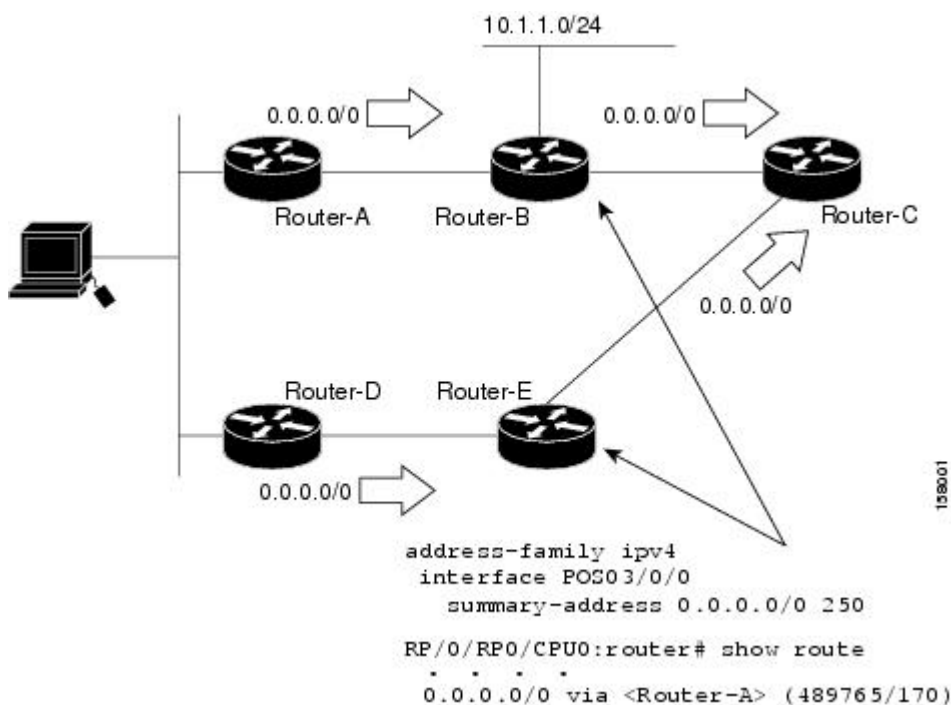 10.1.1.0/24
0.0.0.0/0
0.0.0.0/0
Router-A
Router-B
Router-C
0.0.0.0/0
Router-D
Router-E
0.0.0.0/0
158001
address-family ipv4
interface POS03/0/0
summary-address 0.0.0.0/0 250
RP/0/RP0/CPU0:router# show route
. . . .
0.0.0.0/0 via <Router-A> (489765/170)